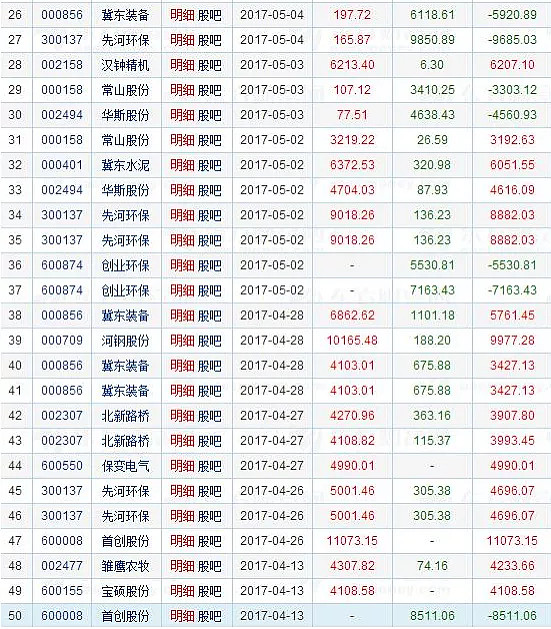 26 000856 冀东装备 明细 股吧 2017-05-04 197.72 6118.61 -5920.89
27 300137 先河环保 明细 股吧 2017-05-04 165.87 9850.89 -9685.03
28 002158 汉钟精机 明细 股吧 2017-05-03 6213.40 6.30 6207.10
29 000158 常山股份 明细 股吧 2017-05-03 107.12 3410.25 -3303.12
30 002494 华斯股份 明细 股吧 2017-05-03 77.51 4638.43 -4560.93
31 000158 常山股份 明细 股吧 2017-05-02 3219.22 26.59 3192.63
32 000401 冀东水泥 明细 股吧 2017-05-02 6372.53 320.98 6051.55
33 002494 华斯股份 明细 股吧 2017-05-02 4704.03 87.93 4616.09
34 300137 先河环保 明细 股吧 2017-05-02 9018.26 136.23 8882.03
35 300137 先河环保 明细 股吧 2017-05-02 9018.26 136.23 8882.03
36 600874 创业环保 明细 股吧 2017-05-02 - 5530.81 -5530.81
37 600874 创业环保 明细 股吧 2017-05-02 - 7163.43 -7163.43
38 000856 冀东装备 明细 股吧 2017-04-28 6862.62 1101.18 5761.45
39 000709 河钢股份 明细 股吧 2017-04-28 10165.48 188.20 9977.28
40 000856 冀东装备 明细 股吧 2017-04-28 4103.01 675.88 3427.13
41 000856 冀东装备 明细 股吧 2017-04-28 4103.01 675.88 3427.13
42 002307 北新路桥 明细 股吧 2017-04-27 4270.96 363.16 3907.80
43 002307 北新路桥 明细 股吧 2017-04-27 4108.82 115.37 3993.45
44 600550 保变电气 明细 股吧 2017-04-27 4990.01 - 4990.01
45 300137 先河环保 明细 股吧 2017-04-26 5001.46 305.38 4696.07
46 300137 先河环保 明细 股吧 2017-04-26 5001.46 305.38 4696.07
47 600008 首创股份 明细 股吧 2017-04-26 11073.15 - 11073.15
48 002477 雏鹰农牧 明细 股吧 2017-04-13 4307.82 74.16 4233.66
49 600155 宝硕股份 明细 股吧 2017-04-13 4108.58 - 4108.58
50 600008 首创股份 明细 股吧 2017-04-13 - 8511.06 -8511.06